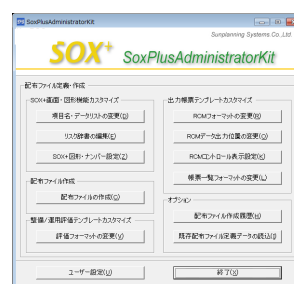 SoxPlusAdministratorKit
Sunplanning Systems Co.,Ltd.
SOX+ SoxPlusAdministratorKit
配布ファイル定義・作成
SOX+画面・図形機能カスタマイズ
項目名・データリストの変更(D)
リスク辞書の編集(E)
SOX+図形・ナンバー設定(Z)
配布ファイル作成
配布ファイルの作成(C)
整備/運用評価テンプレートカスタマイズ
評価フォーマットの変更(V)
出力帳票テンプレートカスタマイズ
RCMフォーマットの変更(R)
RCMデータ出力位置の変更(O)
RCMコントロール表示設定(K)
帳票一覧フォーマットの変更(L)
オプション
配布ファイル作成履歴(H)
既存配布ファイル定義データの読込(I)
ユーザー設定(U)
終了(X)